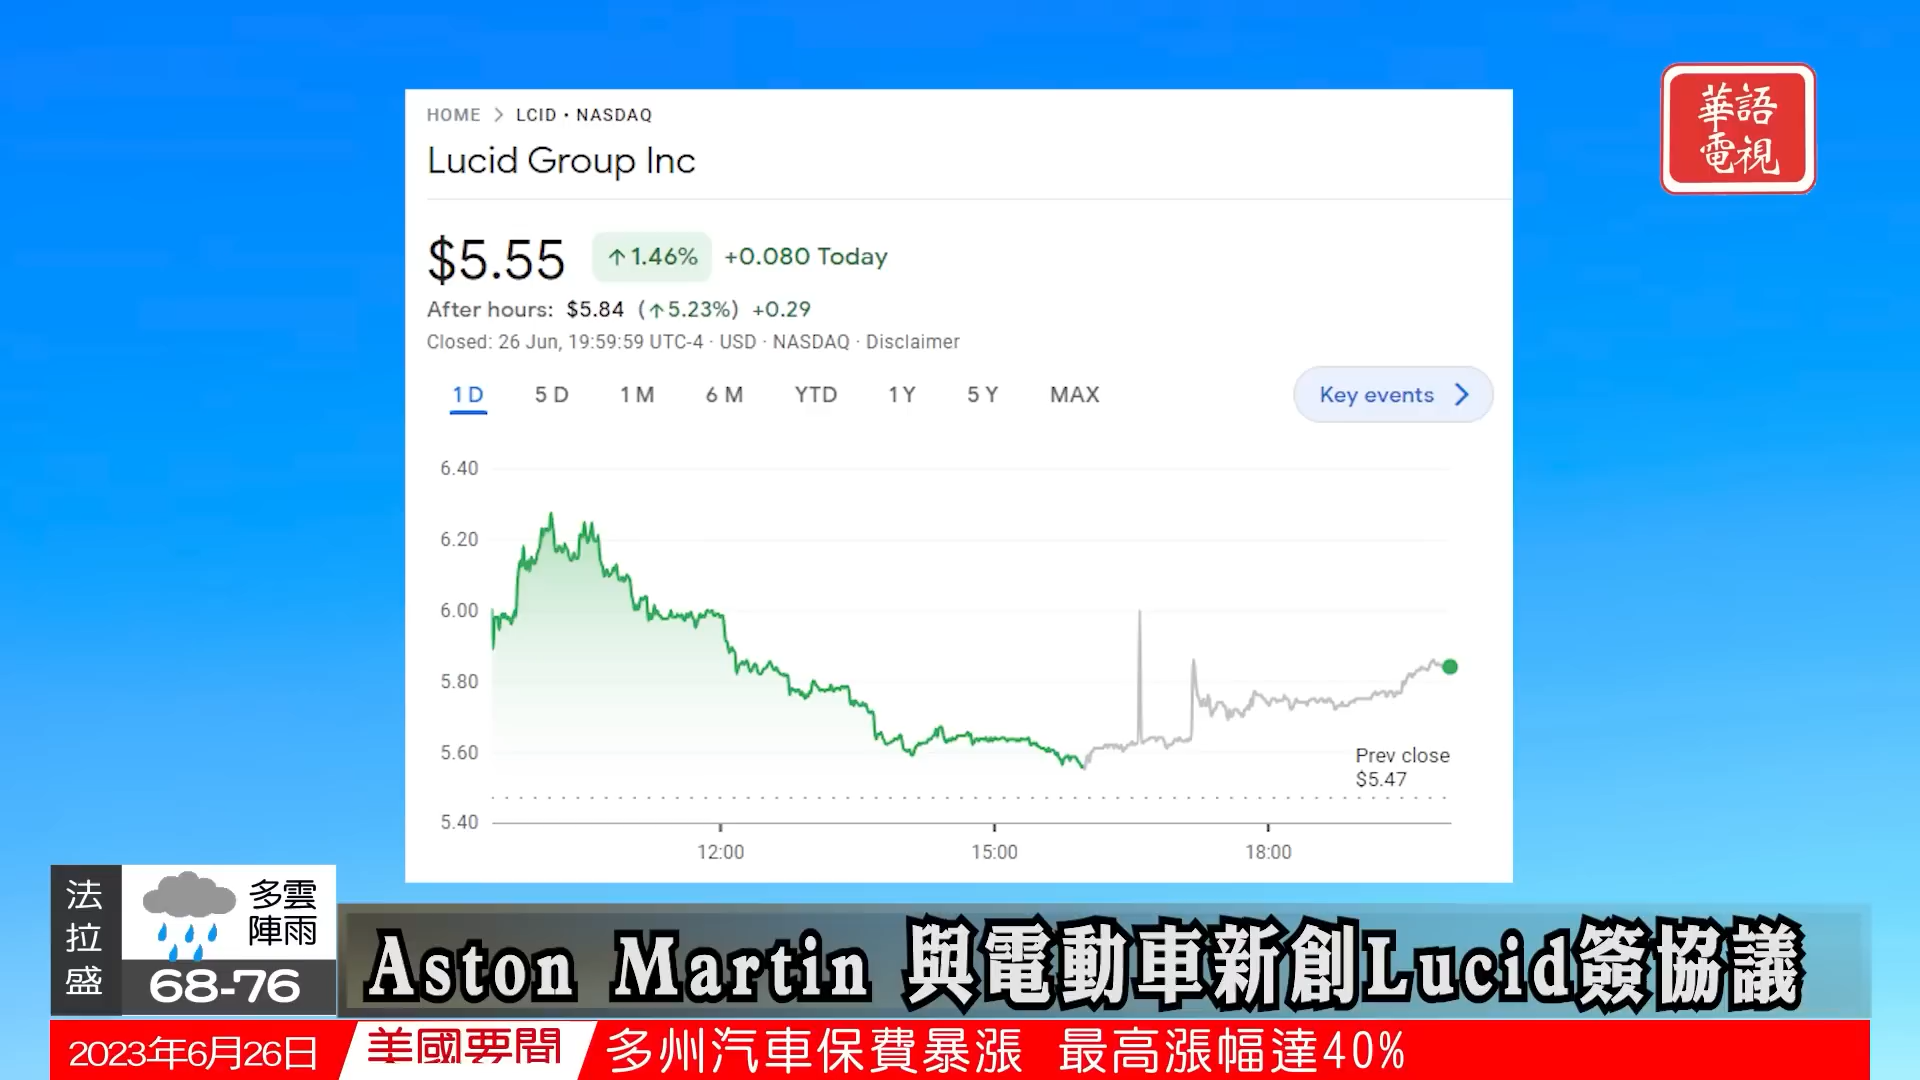 HOME > LCID • NASDAQ
Lucid Group Inc
$5.55 ↑1.46% +0.080 Today
After hours: $5.84 (↑5.23%) +0.29
Closed: 26 Jun, 19:59:59 UTC-4 · USD · NASDAQ · Disclaimer
1D 5D 1M 6M YTD 1Y 5Y MAX
Key events >
6.40
6.20
6.00
5.80
5.60
5.40
Prev close
$5.47
12:00 15:00 18:00
華語
電視
法拉盛
多雲
陣雨
68-76
Aston Martin 與電動車新創Lucid簽協議
2023年6月26日
美國要聞
多州汽車保費暴漲 最高漲幅達40%